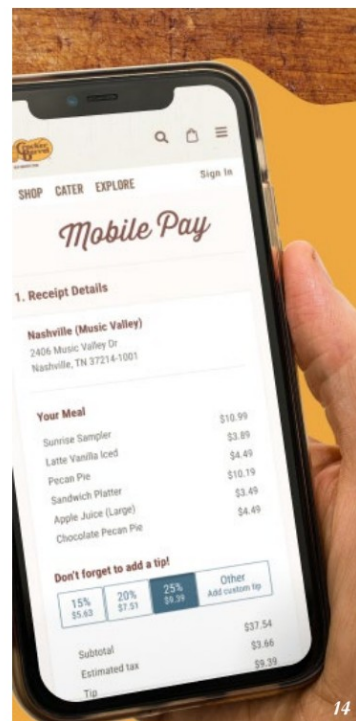 Cracker
Barrel
Sign In
SHOP CATER EXPLORE
Mobile Pay
1. Receipt Details
Nashville (Music Valley)
2406 Music Valley Dr
Nashville, TN 37214-1001
Your Meal
Sunrise Sampler $10.99
Latte Vanilla Iced $3.89
Pecan Pie $4.49
Sandwich Platter $10.19
Apple Juice (Large) $3.49
Chocolate Pecan Pie $4.49
Don't forget to add a tip!
15% 20% 25% Other
$5.63 $7.51 $9.39 Add custom tip
Subtotal $37.54
Estimated tax $3.66
Tip $9.39
14